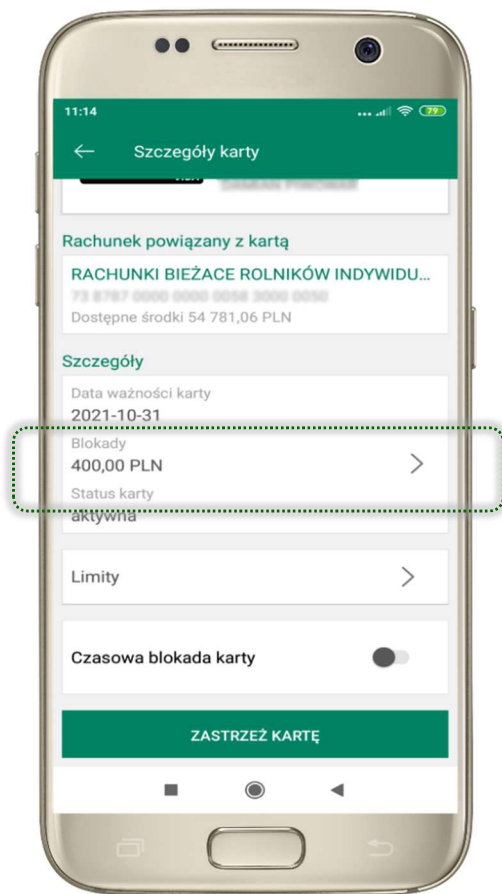 11:14
79
Szczegóły karty
Rachunek powiązany z kartą
RACHUNKI BIEŻACE ROLNIKÓW INDYWIDU...
Dostępne środki 54 781,06 PLN
Szczegóły
Data ważności karty
2021-10-31
Blokady
400,00 PLN
Status karty
aktywna
Limity
Czasowa blokada karty
ZASTRZEŻ KARTĘ